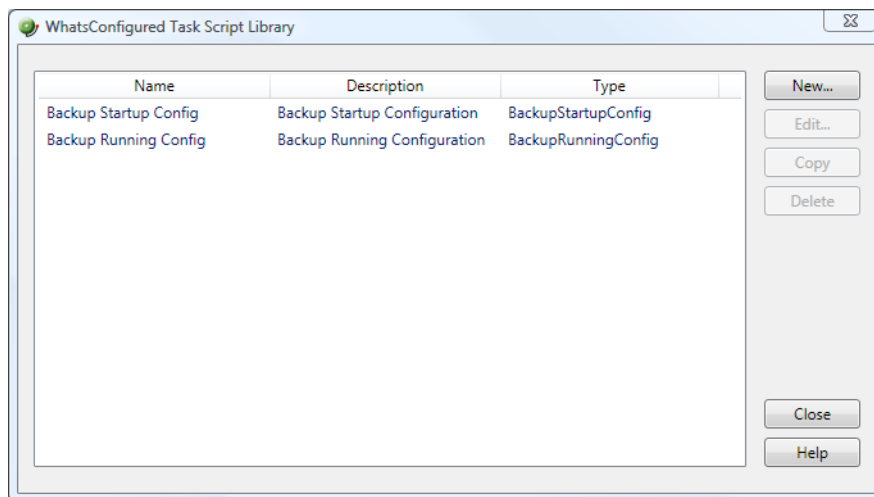 WhatsConfigured Task Script Library
Name Description Type
Backup Startup Config Backup Startup Configuration BackupStartupConfig
Backup Running Config Backup Running Configuration BackupRunningConfig
New...
Edit...
Copy
Delete
Close
Help